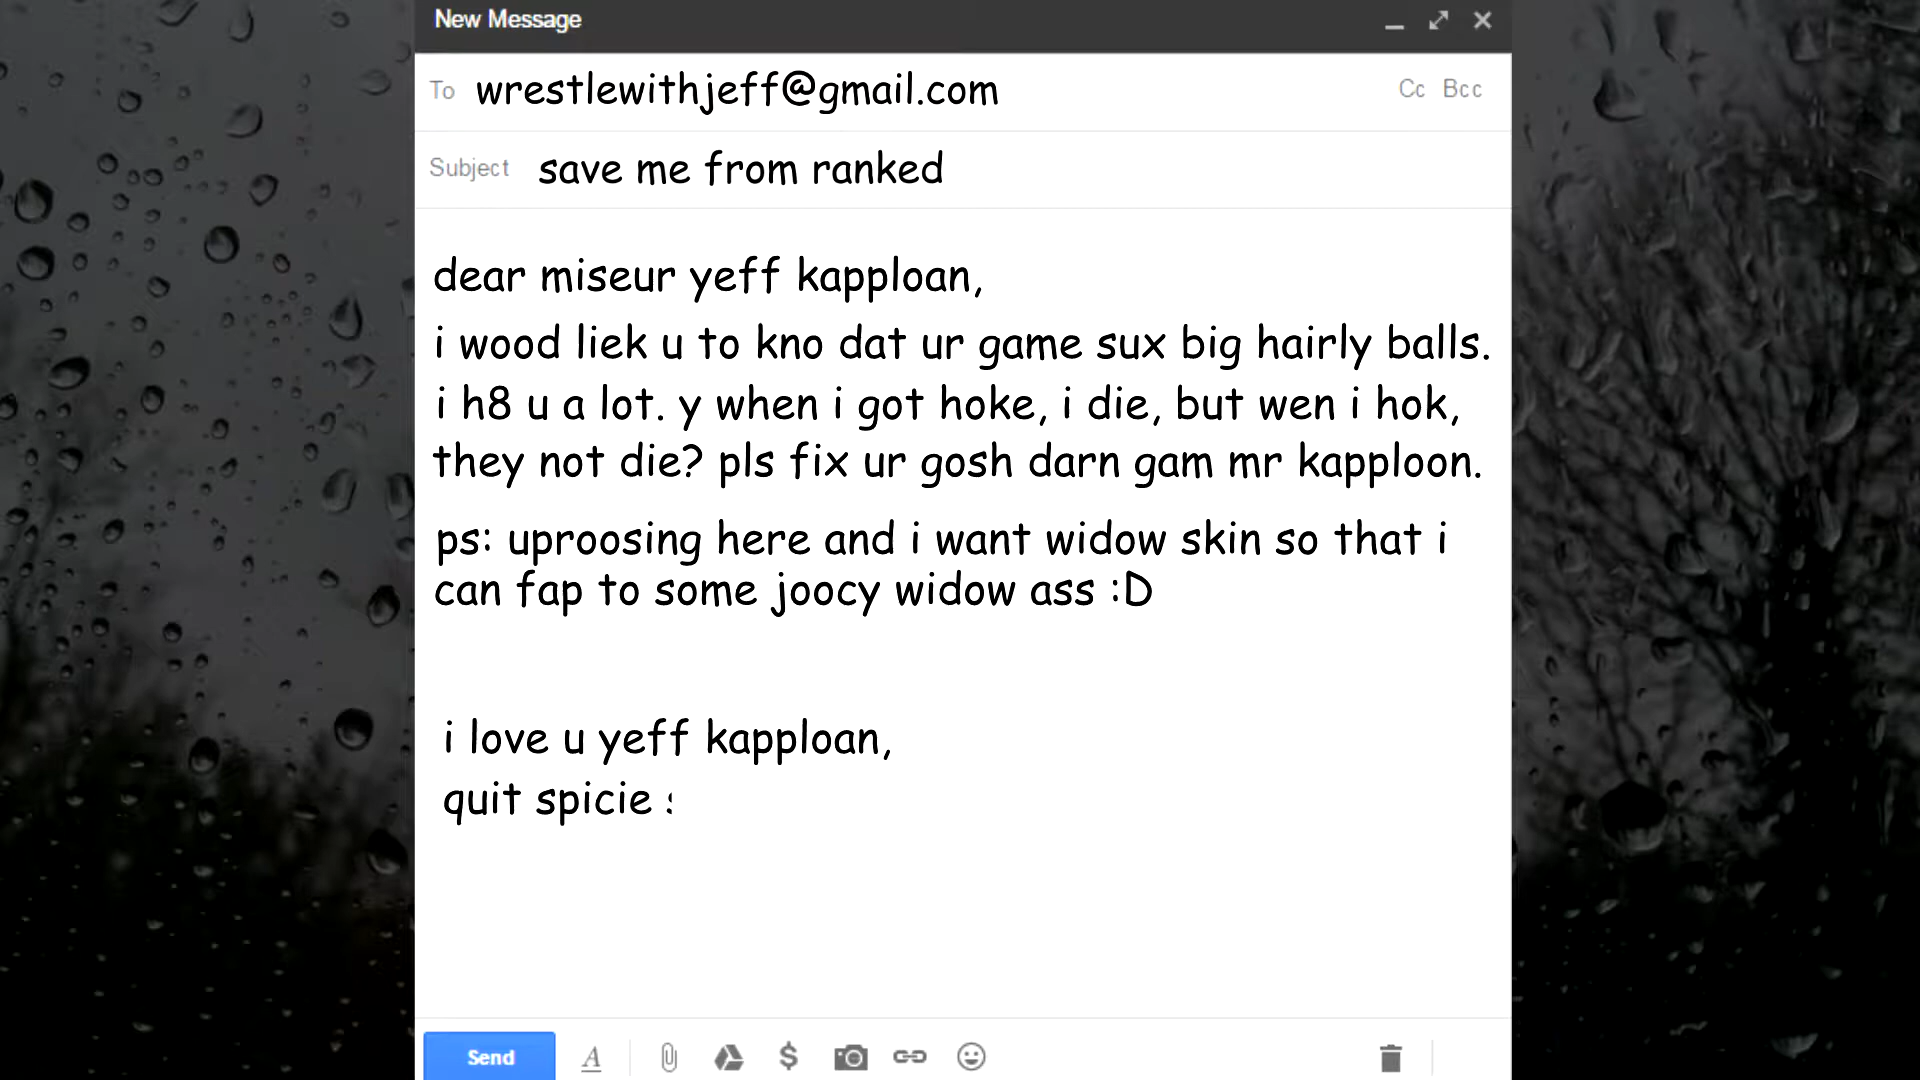 New Message
To wrestlewithjeff@gmail.com Cc Bcc
Subject save me from ranked
dear miseur yeff kapploan,
i wood liek u to kno dat ur game sux big hairly balls.
i h8 u a lot. y when i got hoke, i die, but wen i hok,
they not die? pls fix ur gosh darn gam mr kapploon.
ps: uproosing here and i want widow skin so that i
can fap to some joocy widow ass :D
i love u yeff kapploan,
quit spicie
Send